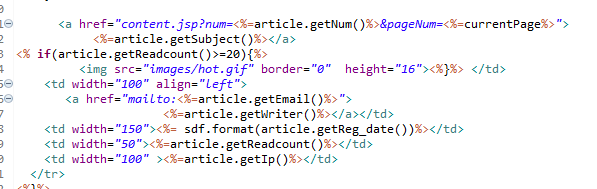 <a href="content.jsp?num=<%=article.getNum()%>&pageNum=<%=currentPage%>">
<%=article.getSubject()%></a>
<% if(article.getReadcount()>=20){%>
<img src="images/hot.gif" border="0"  height="16"><%}%> </td>
<td width="100" align="left">
<a href="mailto:<%=article.getEmail()%>">
<%=article.getWriter()%></a></td>
<td width="150"><%= sdf.format(article.getReg_date())%></td>
<td width="50"><%=article.getReadcount()%></td>
<td width="100" ><%=article.getIp()%></td>
</tr>
<%}%>